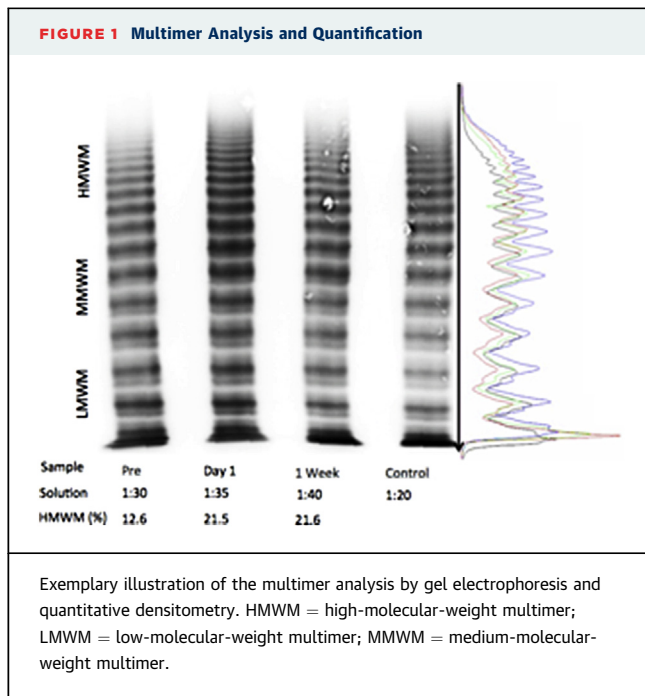 FIGURE 1 Multimer Analysis and Quantification
HMWM
MMWM
LMWM
Sample Pre Day 1 1 Week Control
Solution 1:30 1:35 1:40 1:20
HMWM (%) 12.6 21.5 21.6
Exemplary illustration of the multimer analysis by gel electrophoresis and
quantitative densitometry. HMWM = high-molecular-weight multimer;
LMWM = low-molecular-weight multimer; MMWM = medium-molecular-
weight multimer.